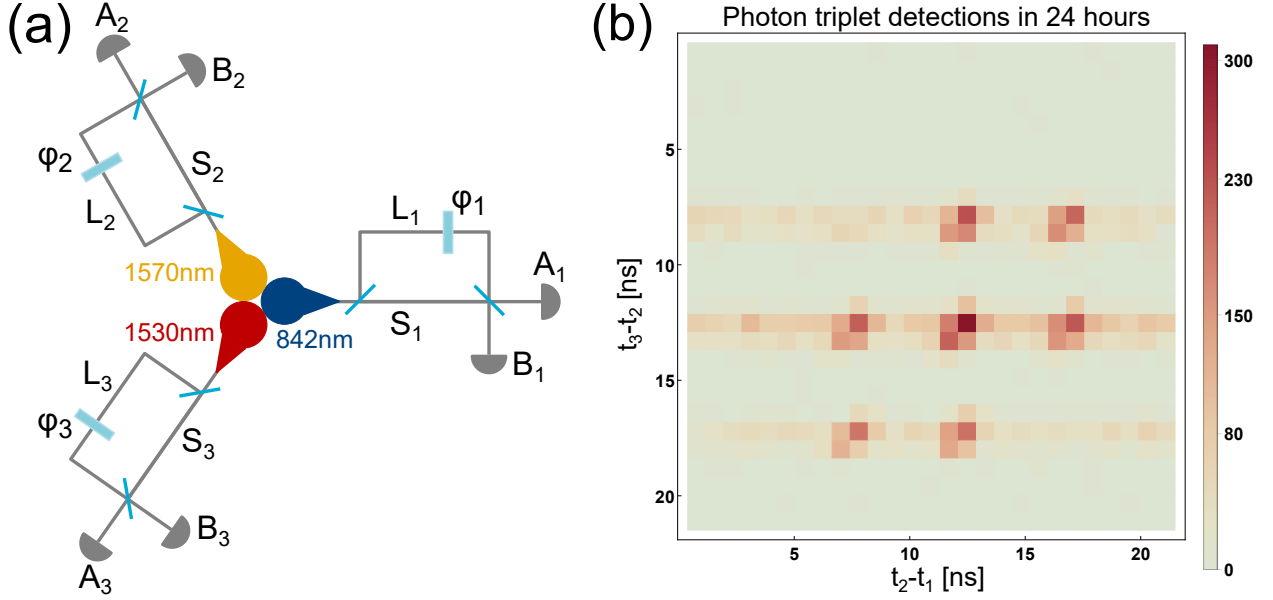 (a)
A₂
B₂
φ₂
S₂
L₂
1570nm
1530nm
842nm
L₁
φ₁
A₁
S₁
B₁
L₃
φ₃
S₃
B₃
A₃
(b)
Photon triplet detections in 24 hours
t₃-t₂ [ns]
5
10
15
20
5
10
15
20
t₂-t₁ [ns]
300
230
150
80
0